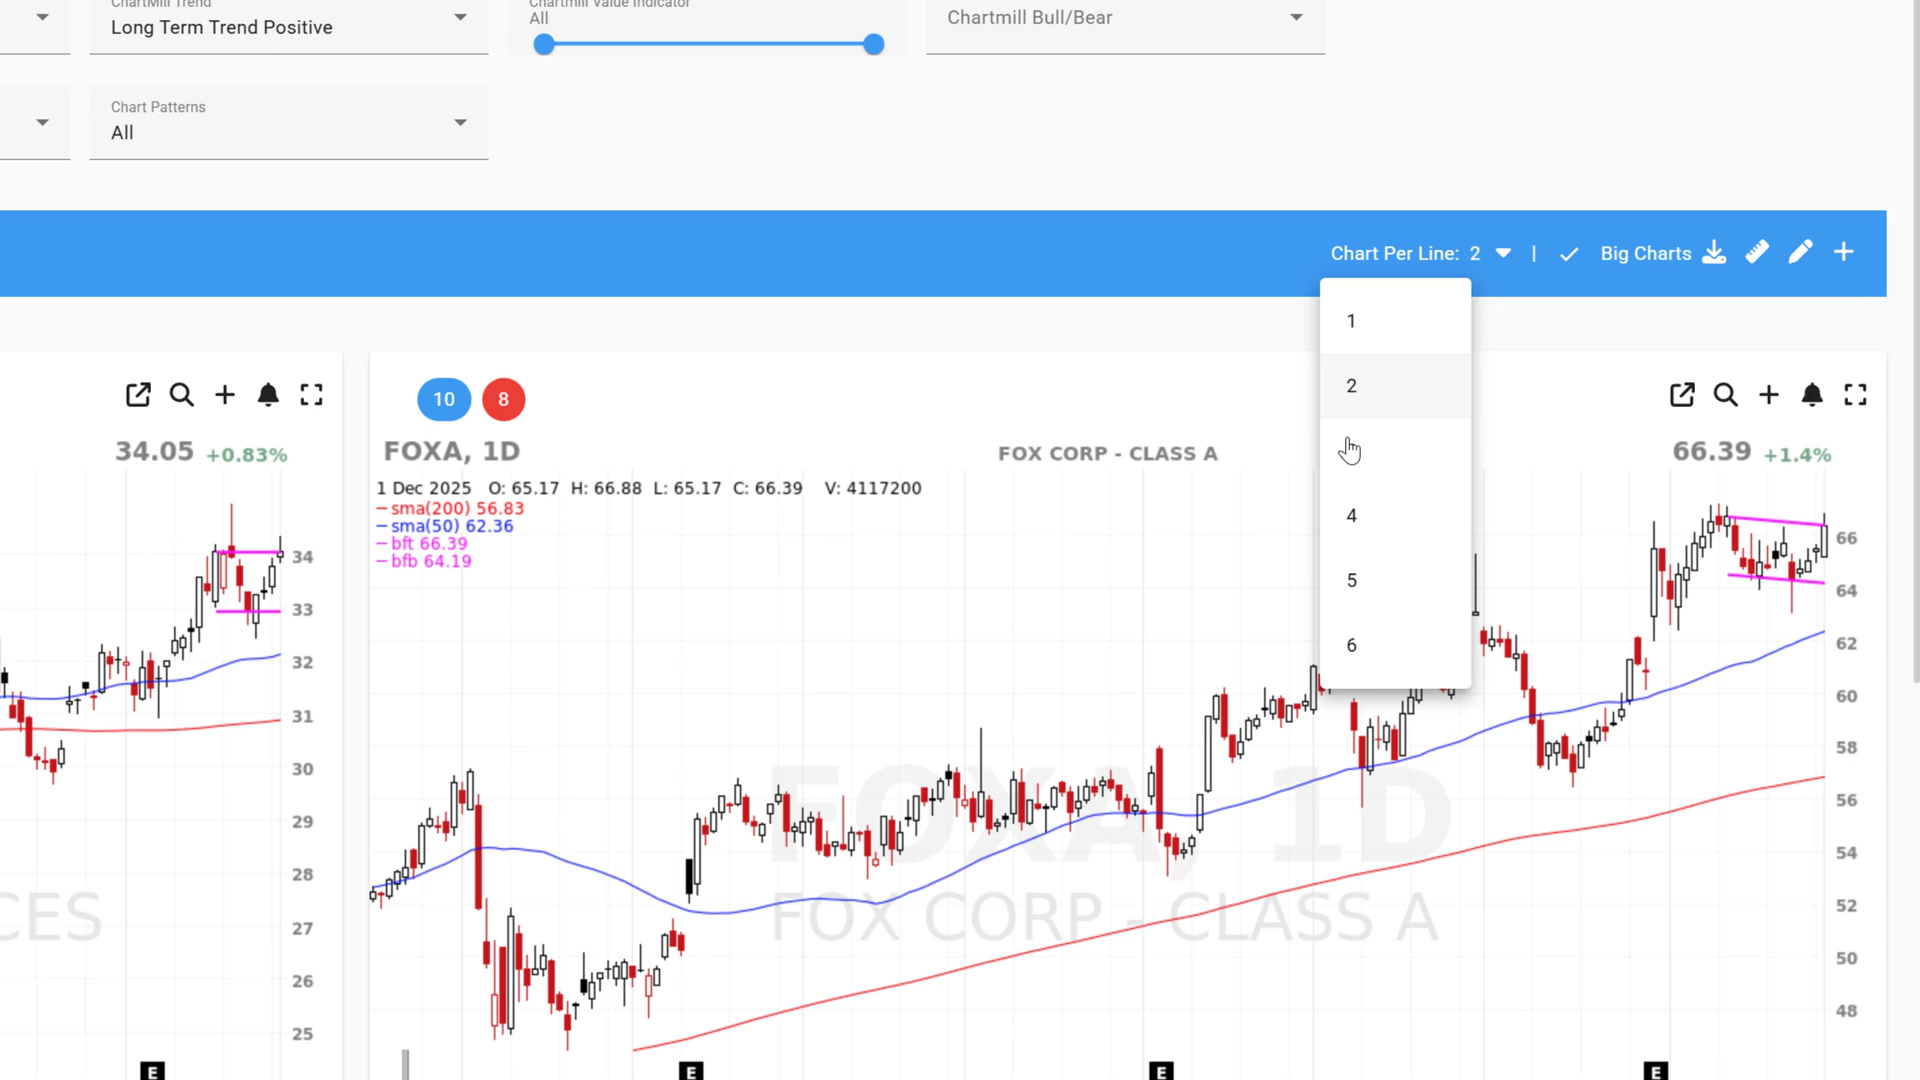 ChartMill Trend
Long Term Trend Positive
Chartmill Value Indicator
All
Chartmill Bull/Bear
Chart Patterns
All
Chart Per Line: 2 | Big Charts
1
2
4
5
6
34.05 +0.83%
34
33
32
31
30
29
28
27
26
25
CES
E
10 8
FOXA, 1D
FOX CORP - CLASS A
66.39 +1.4%
1 Dec 2025 O: 65.17 H: 66.88 L: 65.17 C: 66.39 V: 4117200
sma(200) 56.83
sma(50) 62.36
bft 66.39
bfb 64.19
66
64
62
60
58
56
54
52
50
48
FOXA, 1D
FOX CORP - CLASS A
E E E